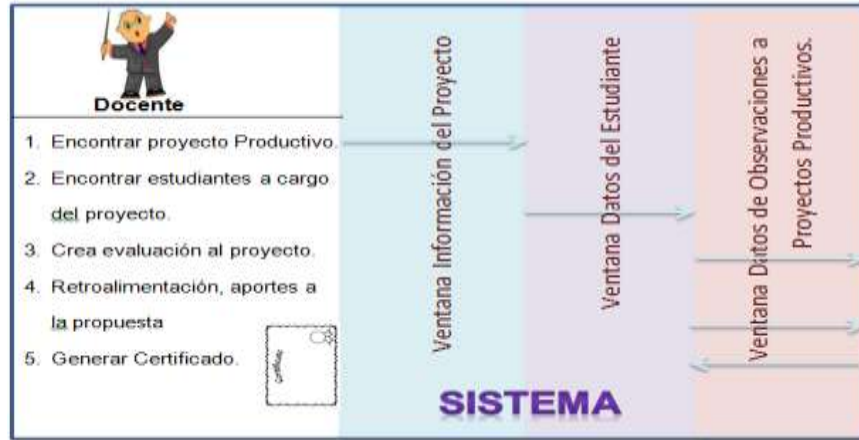 Docente
1. Encontrar proyecto Productivo.
2. Encontrar estudiantes a cargo
del proyecto.
3. Crea evaluación al proyecto.
4. Retroalimentación, aportes a
la propuesta
5. Generar Certificado.
Certificado
Ventana Información del Proyecto
Ventana Datos del Estudiante
Ventana Datos de Observaciones a
Proyectos Productivos.
SISTEMA